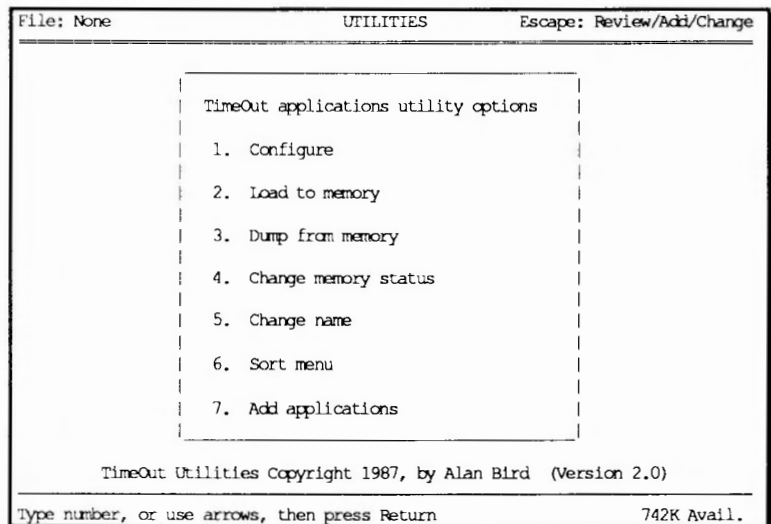 File: None UTILITIES Escape: Review/Add/Change
TimeOut applications utility options
1. Configure
2. Load to memory
3. Dump from memory
4. Change memory status
5. Change name
6. Sort menu
7. Add applications
TimeOut Utilities Copyright 1987, by Alan Bird (Version 2.0)
Type number, or use arrows, then press Return 742K Avail.